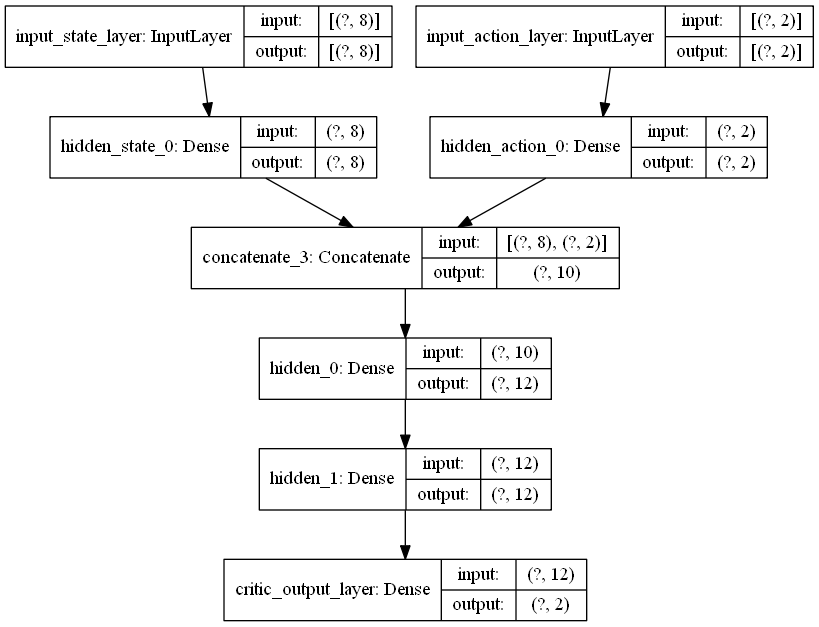 input_state_layer: InputLayer
input: [(?, 8)]
output: [(?, 8)]
input_action_layer: InputLayer
input: [(?, 2)]
output: [(?, 2)]
hidden_state_0: Dense
input: (?, 8)
output: (?, 8)
hidden_action_0: Dense
input: (?, 2)
output: (?, 2)
concatenate_3: Concatenate
input: [(?, 8), (?, 2)]
output: (?, 10)
hidden_0: Dense
input: (?, 10)
output: (?, 12)
hidden_1: Dense
input: (?, 12)
output: (?, 12)
critic_output_layer: Dense
input: (?, 12)
output: (?, 2)